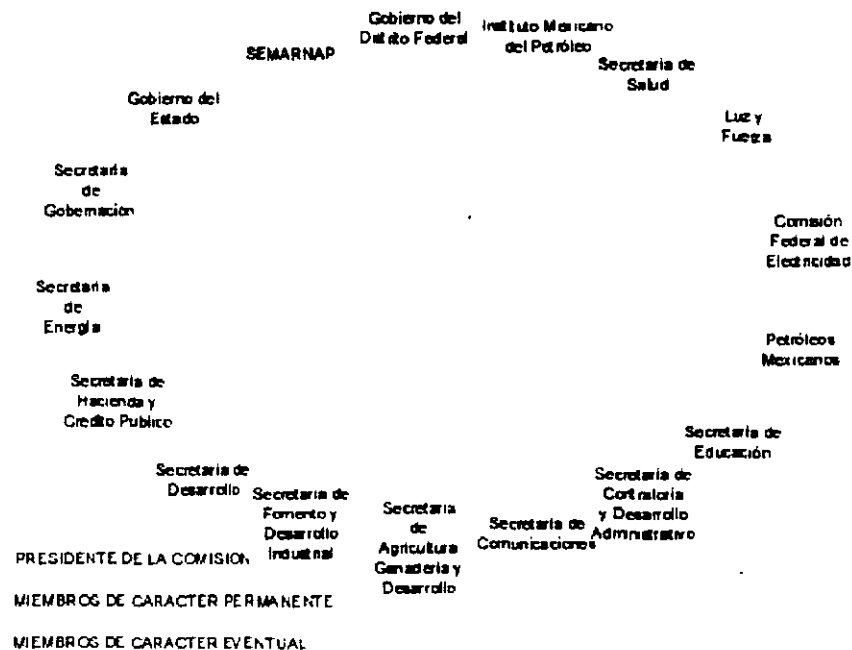 Gobierno del
Distrito Federal
Instituto Mexicano
del Petróleo
SEMARNAP
Secretaria de
Salud
Gobierno del
Estado
Luz y
Fuerza
Secretaría
de
Gobernación
Comisión
Federal de
Electricidad
Secretaría
de
Energía
Petróleos
Mexicanos
Secretaría de
Hacienda y
Credito Publico
Secretaría de
Educación
Secretaría de
Desarrollo
Secretaría de
Fomento y
Desarrollo
Industrial
Secretaría
de
Agricultura
Ganadería y
Desarrollo
Secretaría de
Comunicaciones
Secretaría de
Contraloría
y Desarrollo
Administrativo
PRESIDENTE DE LA COMISION
MIEMBROS DE CARACTER PERMANENTE
MIEMBROS DE CARACTER EVENTUAL